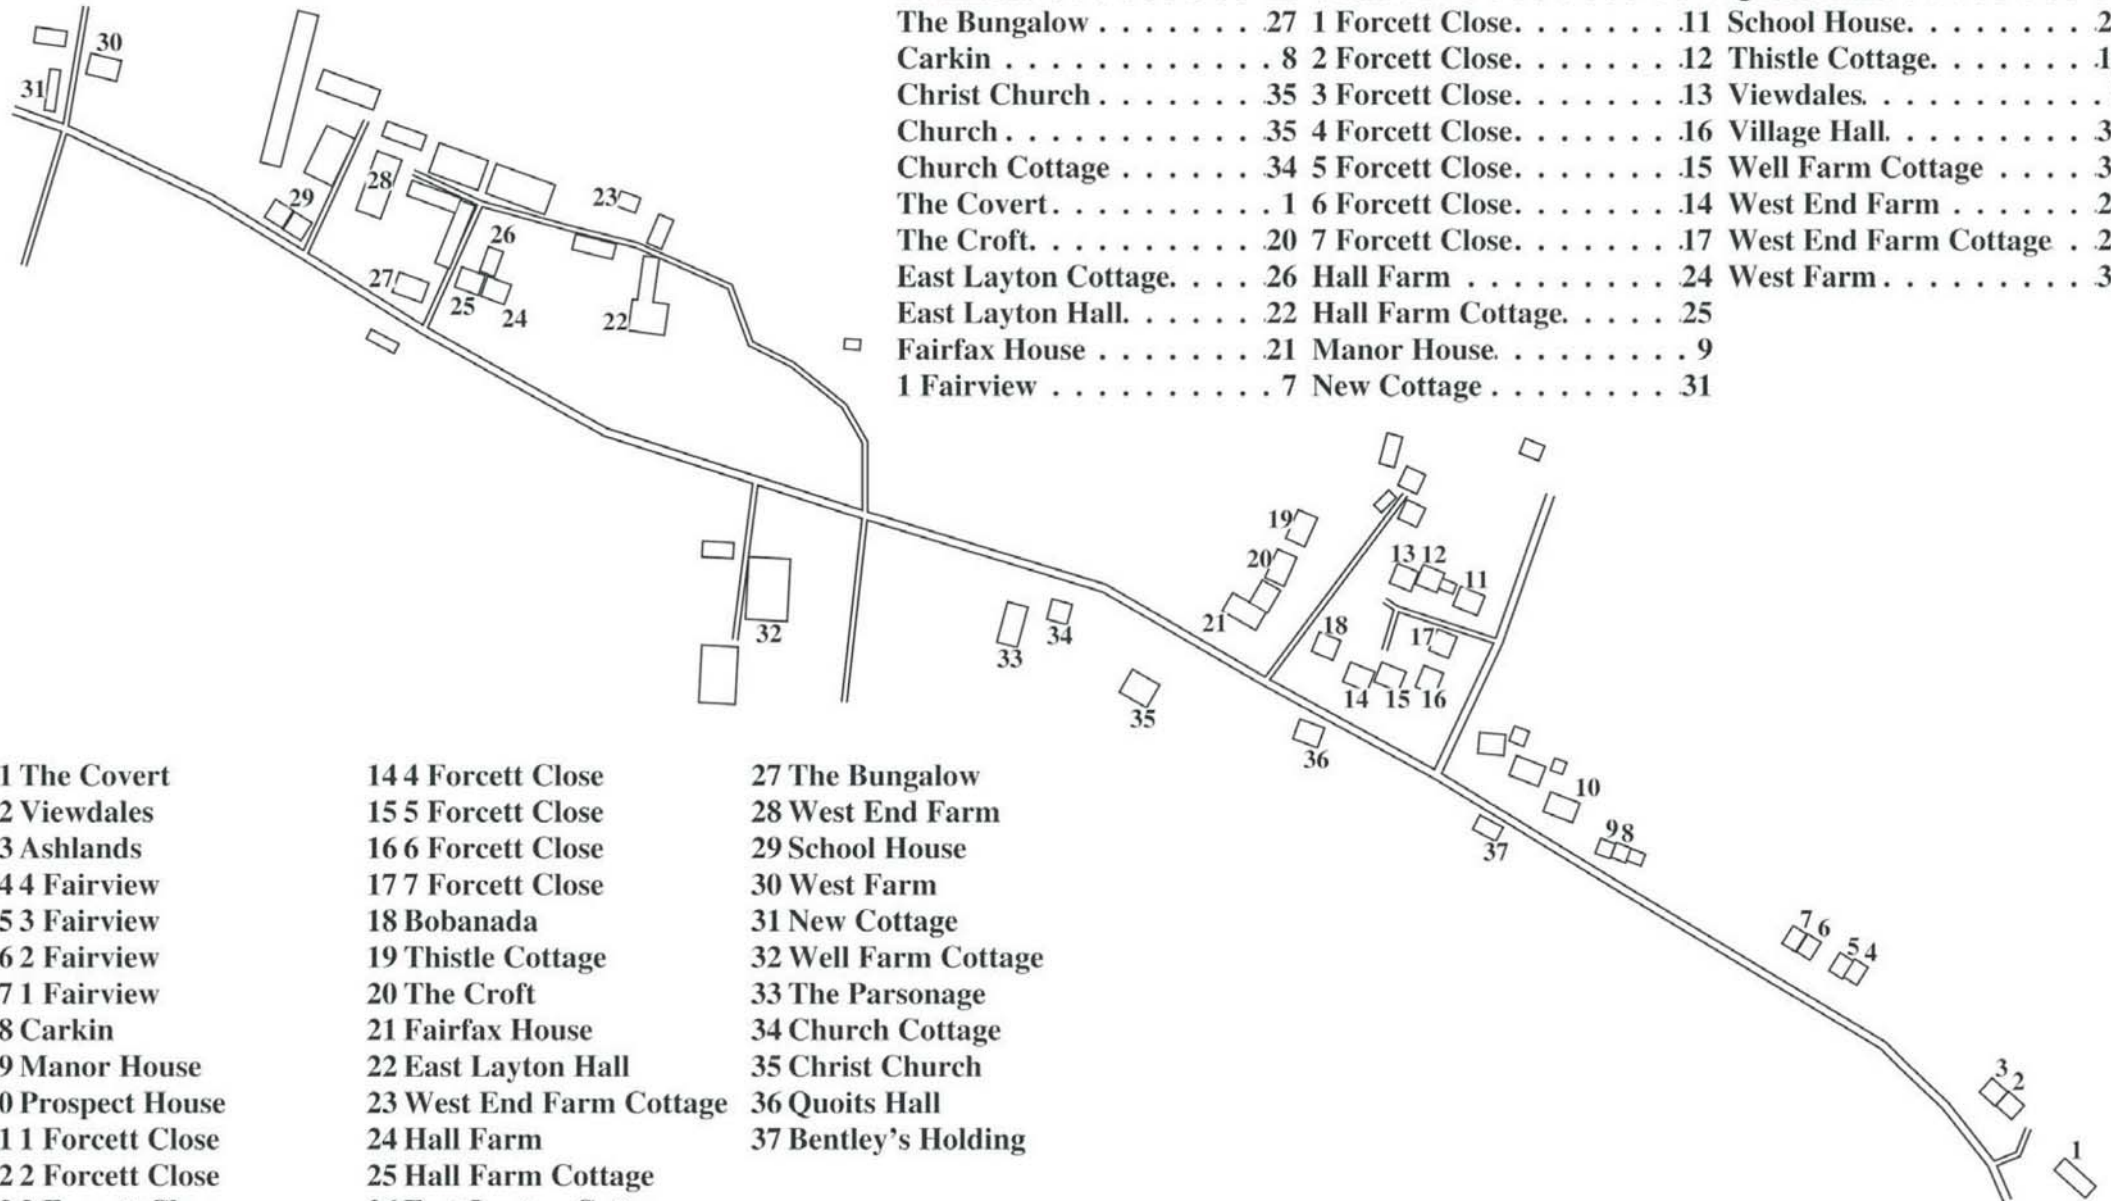 The Bungalow . . . . . . . 27
Carkin . . . . . . . . . . . . 8
Christ Church . . . . . . . 35
Church . . . . . . . . . . . 35
Church Cottage . . . . . . 34
The Covert. . . . . . . . . . 1
The Croft. . . . . . . . . . 20
East Layton Cottage. . . . 26
East Layton Hall. . . . . . 22
Fairfax House . . . . . . . 21
1 Fairview . . . . . . . . . . 7
1 Forcett Close. . . . . . . 11
2 Forcett Close. . . . . . . 12
3 Forcett Close. . . . . . . 13
4 Forcett Close. . . . . . . 16
5 Forcett Close. . . . . . . 15
6 Forcett Close. . . . . . . 14
7 Forcett Close. . . . . . . 17
Hall Farm . . . . . . . . . 24
Hall Farm Cottage. . . . . 25
Manor House. . . . . . . . . 9
New Cottage . . . . . . . . 31
School House. . . . . . . . 2
Thistle Cottage. . . . . . . 1
Viewdales. . . . . . . . . . .
Village Hall. . . . . . . . . 3
Well Farm Cottage . . . . 3
West End Farm . . . . . . 2
West End Farm Cottage . 2
West Farm . . . . . . . . . 3
30
31
28
29
23
26
27
25
24
22
19
20
13 12
11
21
18
17
32
33
34
14 15 16
35
36
10
37
9 8
7 6
5 4
3 2
1
1 The Covert
2 Viewdales
3 Ashlands
4 4 Fairview
5 3 Fairview
6 2 Fairview
7 1 Fairview
8 Carkin
9 Manor House
0 Prospect House
1 1 Forcett Close
2 2 Forcett Close
14 4 Forcett Close
15 5 Forcett Close
16 6 Forcett Close
17 7 Forcett Close
18 Bobanada
19 Thistle Cottage
20 The Croft
21 Fairfax House
22 East Layton Hall
23 West End Farm Cottage
24 Hall Farm
25 Hall Farm Cottage
27 The Bungalow
28 West End Farm
29 School House
30 West Farm
31 New Cottage
32 Well Farm Cottage
33 The Parsonage
34 Church Cottage
35 Christ Church
36 Quoits Hall
37 Bentley's Holding